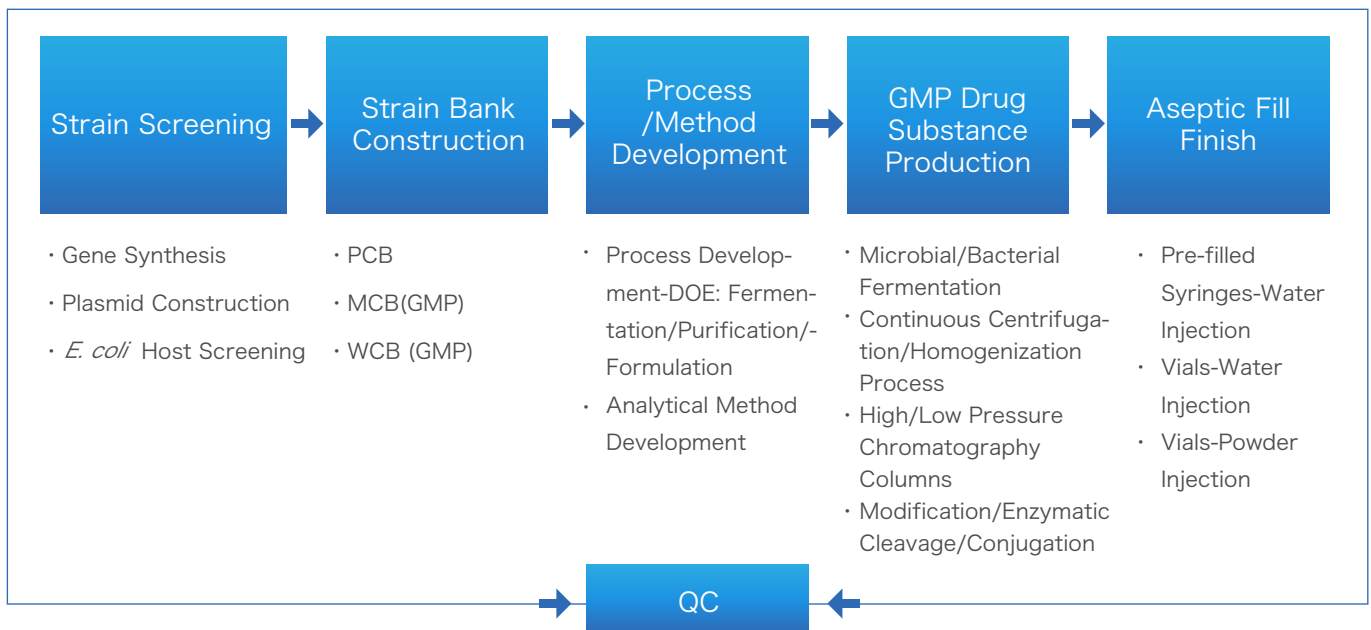 Strain Screening
Strain Bank
Construction
Process
/Method
Development
GMP Drug
Substance
Production
Aseptic Fill
Finish
· Gene Synthesis
· Plasmid Construction
· E. coli Host Screening
· PCB
· MCB(GMP)
· WCB (GMP)
· Process Develop-
ment-DOE: Fermen-
tation/Purification/-
Formulation
· Analytical Method
Development
· Microbial/Bacterial
Fermentation
· Continuous Centrifuga-
tion/Homogenization
Process
· High/Low Pressure
Chromatography
Columns
· Modification/Enzymatic
Cleavage/Conjugation
· Pre-filled
Syringes-Water
Injection
· Vials-Water
Injection
· Vials-Powder
Injection
QC